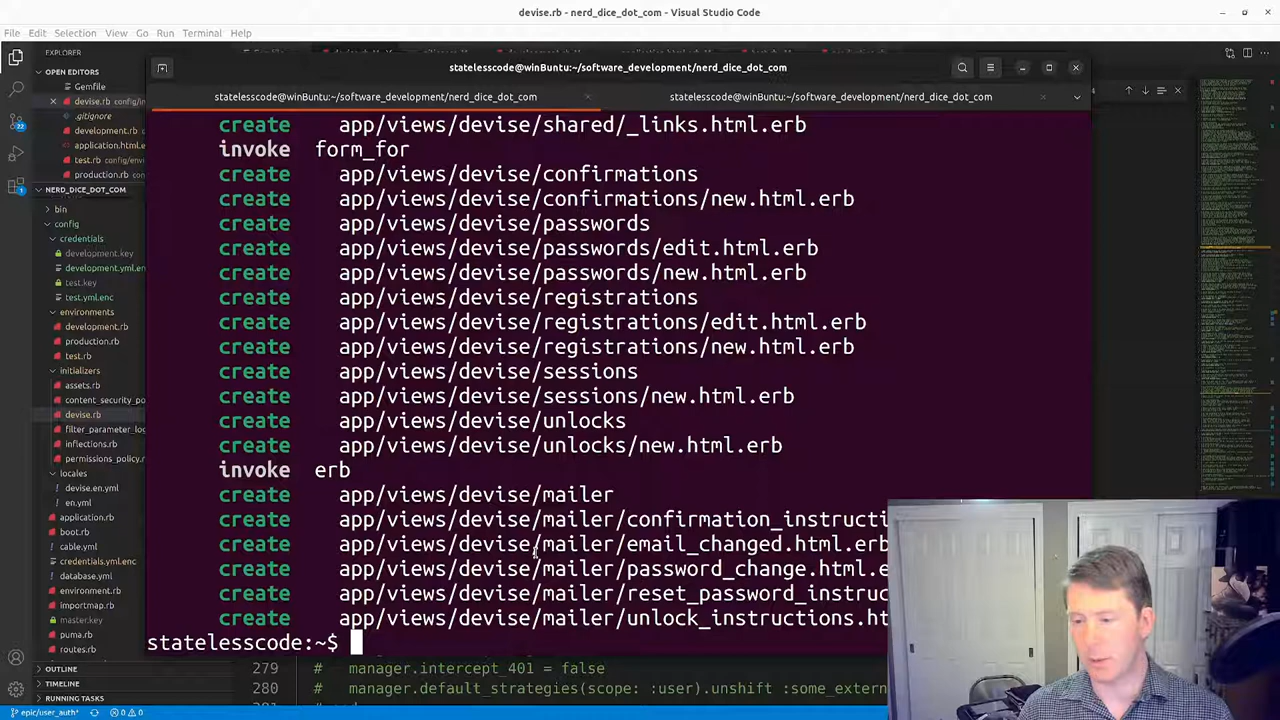 devise.rb - nerd_dice_dot_com - Visual Studio Code
File Edit Selection View Go Run Terminal Help
EXPLORER
OPEN EDITORS
Gemfile
devise.rb
.gitignore
development.rb
application.html.e
test.rb config/en
production.rb
NERD_DICE_DOT_COM
bin
config
credentials
development.key
development.yml.en
test.key
test.yml.enc
environments
development.rb
production.rb
test.rb
initializers
assets.rb
content_security_po
devise.rb
filter_parameter_log
inflections.rb
permissions_policy.r
locales
devise.en.yml
en.yml
application.rb
boot.rb
cable.yml
credentials.yml.enc
database.yml
environment.rb
importmap.rb
master.key
puma.rb
routes.rb
OUTLINE
TIMELINE
RUNNING TASKS
epic/user_auth* 0 0
statelesscode@winBuntu:~/software_development/nerd_dice_dot_com
statelesscode@winBuntu:~/software_development/nerd_dice_dot_com
statelesscode@winBuntu:~/software_development/nerd_dice_dot_com
create app/views/devise/shared/_links.html.erb
invoke form_for
create app/views/devise/confirmations
create app/views/devise/confirmations/new.html.erb
create app/views/devise/passwords
create app/views/devise/passwords/edit.html.erb
create app/views/devise/passwords/new.html.erb
create app/views/devise/registrations
create app/views/devise/registrations/edit.html.erb
create app/views/devise/registrations/new.html.erb
create app/views/devise/sessions
create app/views/devise/sessions/new.html.erb
create app/views/devise/unlocks
create app/views/devise/unlocks/new.html.erb
invoke erb
create app/views/devise/mailer
create app/views/devise/mailer/confirmation_instructi
create app/views/devise/mailer/email_changed.html.erb
create app/views/devise/mailer/password_change.html.e
create app/views/devise/mailer/reset_password_instruc
create app/views/devise/mailer/unlock_instructions.ht
statelesscode:~$
279 # manager.intercept_401 = false
280 # manager.default_strategies(scope: :user).unshift :some_extern